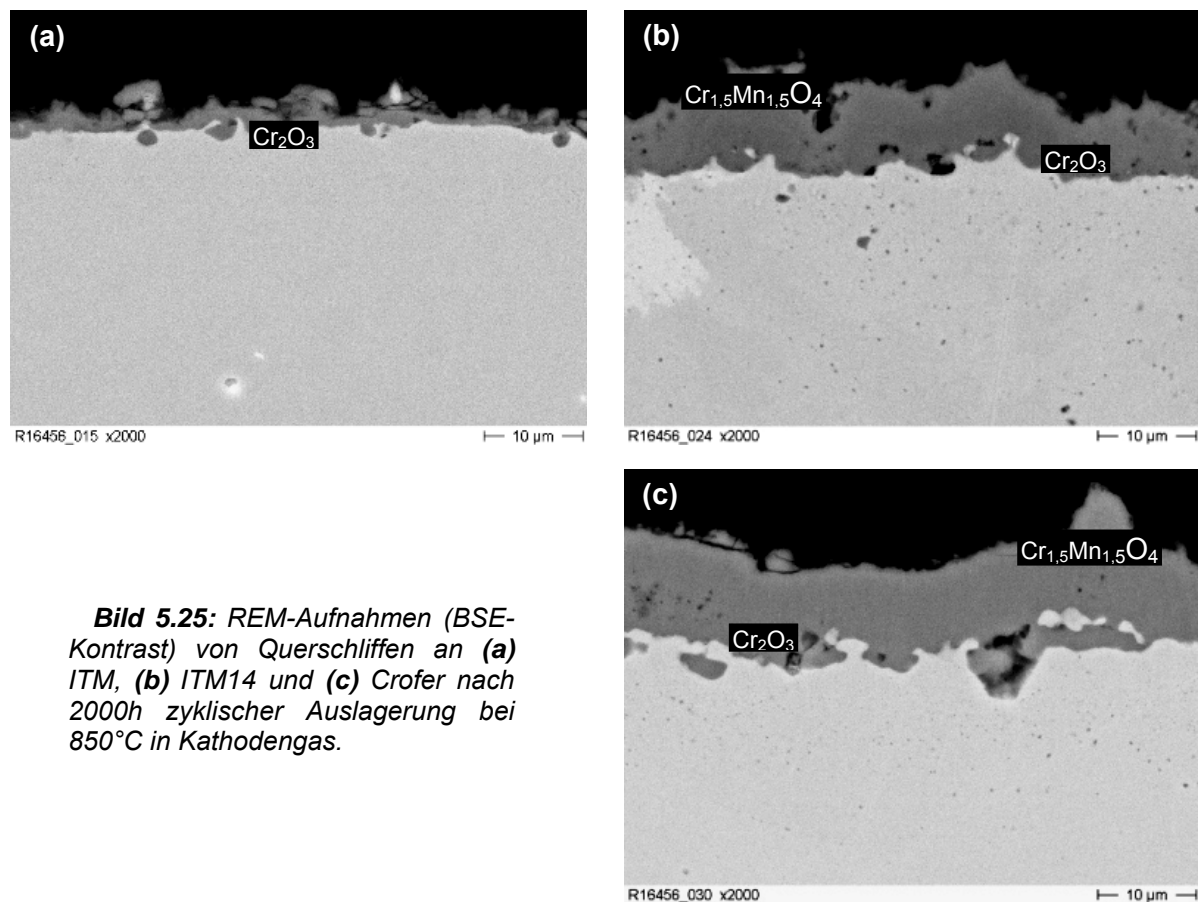 (a)
Cr₂O₃
R16456_015 x2000
10 µm
(b)
Cr₁,₅Mn₁,₅O₄
Cr₂O₃
R16456_024 x2000
10 µm
(c)
Cr₁,₅Mn₁,₅O₄
Cr₂O₃
R16456_030 x2000
10 µm
Bild 5.25: REM-Aufnahmen (BSE-
Kontrast) von Querschliffen an (a)
ITM, (b) ITM14 und (c) Crofer nach
2000h zyklischer Auslagerung bei
850°C in Kathodengas.